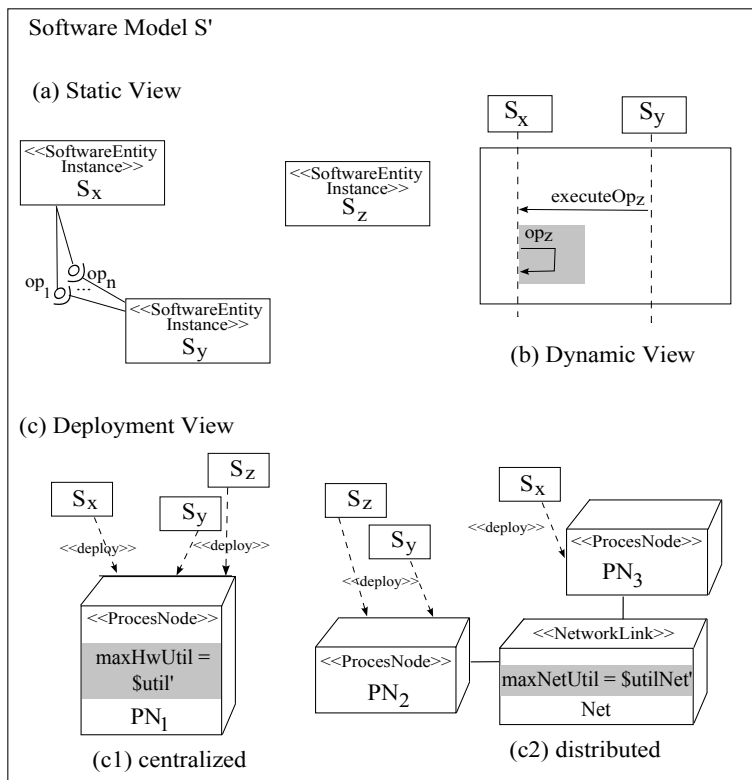 Software Model S'
(a) Static View
<<SoftwareEntity
Instance>>
Sx
<<SoftwareEntity
Instance>>
Sz
op1
opn
...
<<SoftwareEntity
Instance>>
Sy
Sx
Sy
executeOpz
opz
(b) Dynamic View
(c) Deployment View
Sx
Sy
Sz
<<deploy>>
<<deploy>>
<<ProcesNode>>
maxHwUtil =
$util'
PN1
(c1) centralized
Sz
Sy
Sx
<<deploy>>
<<deploy>>
<<ProcesNode>>
PN3
<<ProcesNode>>
PN2
<<NetworkLink>>
maxNetUtil = $utilNet'
Net
(c2) distributed